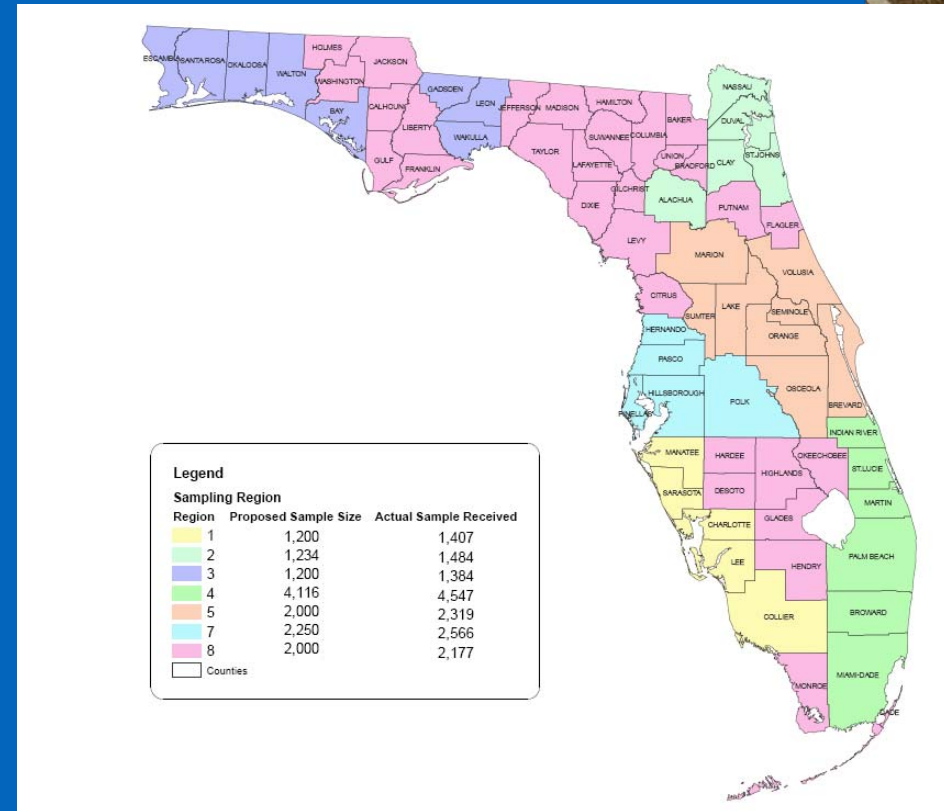 HOLMES
JACKSON
ESCAMBIA
SANTA ROSA
OKALOOSA
WALTON
WASHINGTON
GADSDEN
LEON
JEFFERSON
MADISON
HAMILTON
NASSAU
BAY
CALHOUN
LIBERTY
WAKULLA
TAYLOR
SUWANNEE
COLUMBIA
BAKER
DUVAL
GULF
FRANKLIN
LAFAYETTE
UNION
BRADFORD
CLAY
ST.JOHNS
DIXIE
GILCHRIST
ALACHUA
PUTNAM
FLAGLER
LEVY
MARION
VOLUSIA
CITRUS
SUMTER
LAKE
SEMINOLE
HERNANDO
ORANGE
PASCO
OSCEOLA
PINELLAS
HILLSBOROUGH
POLK
BREVARD
INDIAN RIVER
MANATEE
HARDEE
HIGHLANDS
OKEECHOBEE
ST.LUCIE
SARASOTA
DESOTO
MARTIN
CHARLOTTE
GLADES
LEE
HENDRY
PALM BEACH
COLLIER
BROWARD
MONROE
MIAMI-DADE
DADE
Legend
Sampling Region
Region Proposed Sample Size Actual Sample Received
1 1,200 1,407
2 1,234 1,484
3 1,200 1,384
4 4,116 4,547
5 2,000 2,319
7 2,250 2,566
8 2,000 2,177
Counties